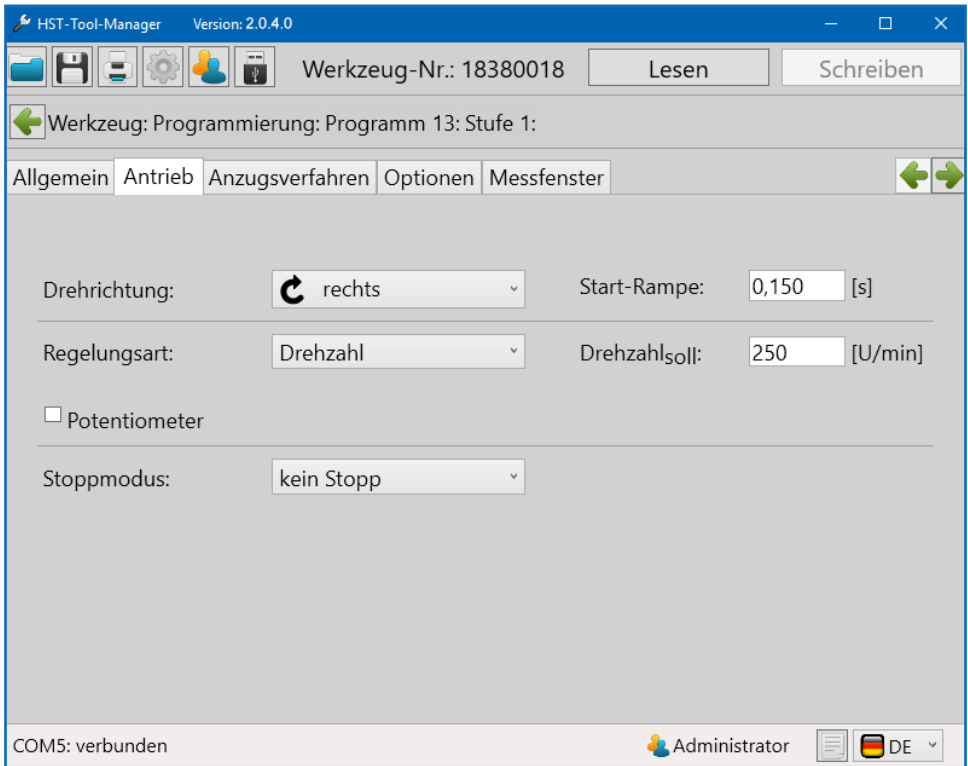 HST-Tool-Manager Version: 2.0.4.0
Werkzeug-Nr.: 18380018 Lesen Schreiben
Werkzeug: Programmierung: Programm 13: Stufe 1:
Allgemein Antrieb Anzugsverfahren Optionen Messfenster
Drehrichtung: rechts Start-Rampe: 0,150 [s]
Regelungsart: Drehzahl Drehzahlsoll: 250 [U/min]
Potentiometer
Stoppmodus: kein Stopp
COM5: verbunden Administrator DE